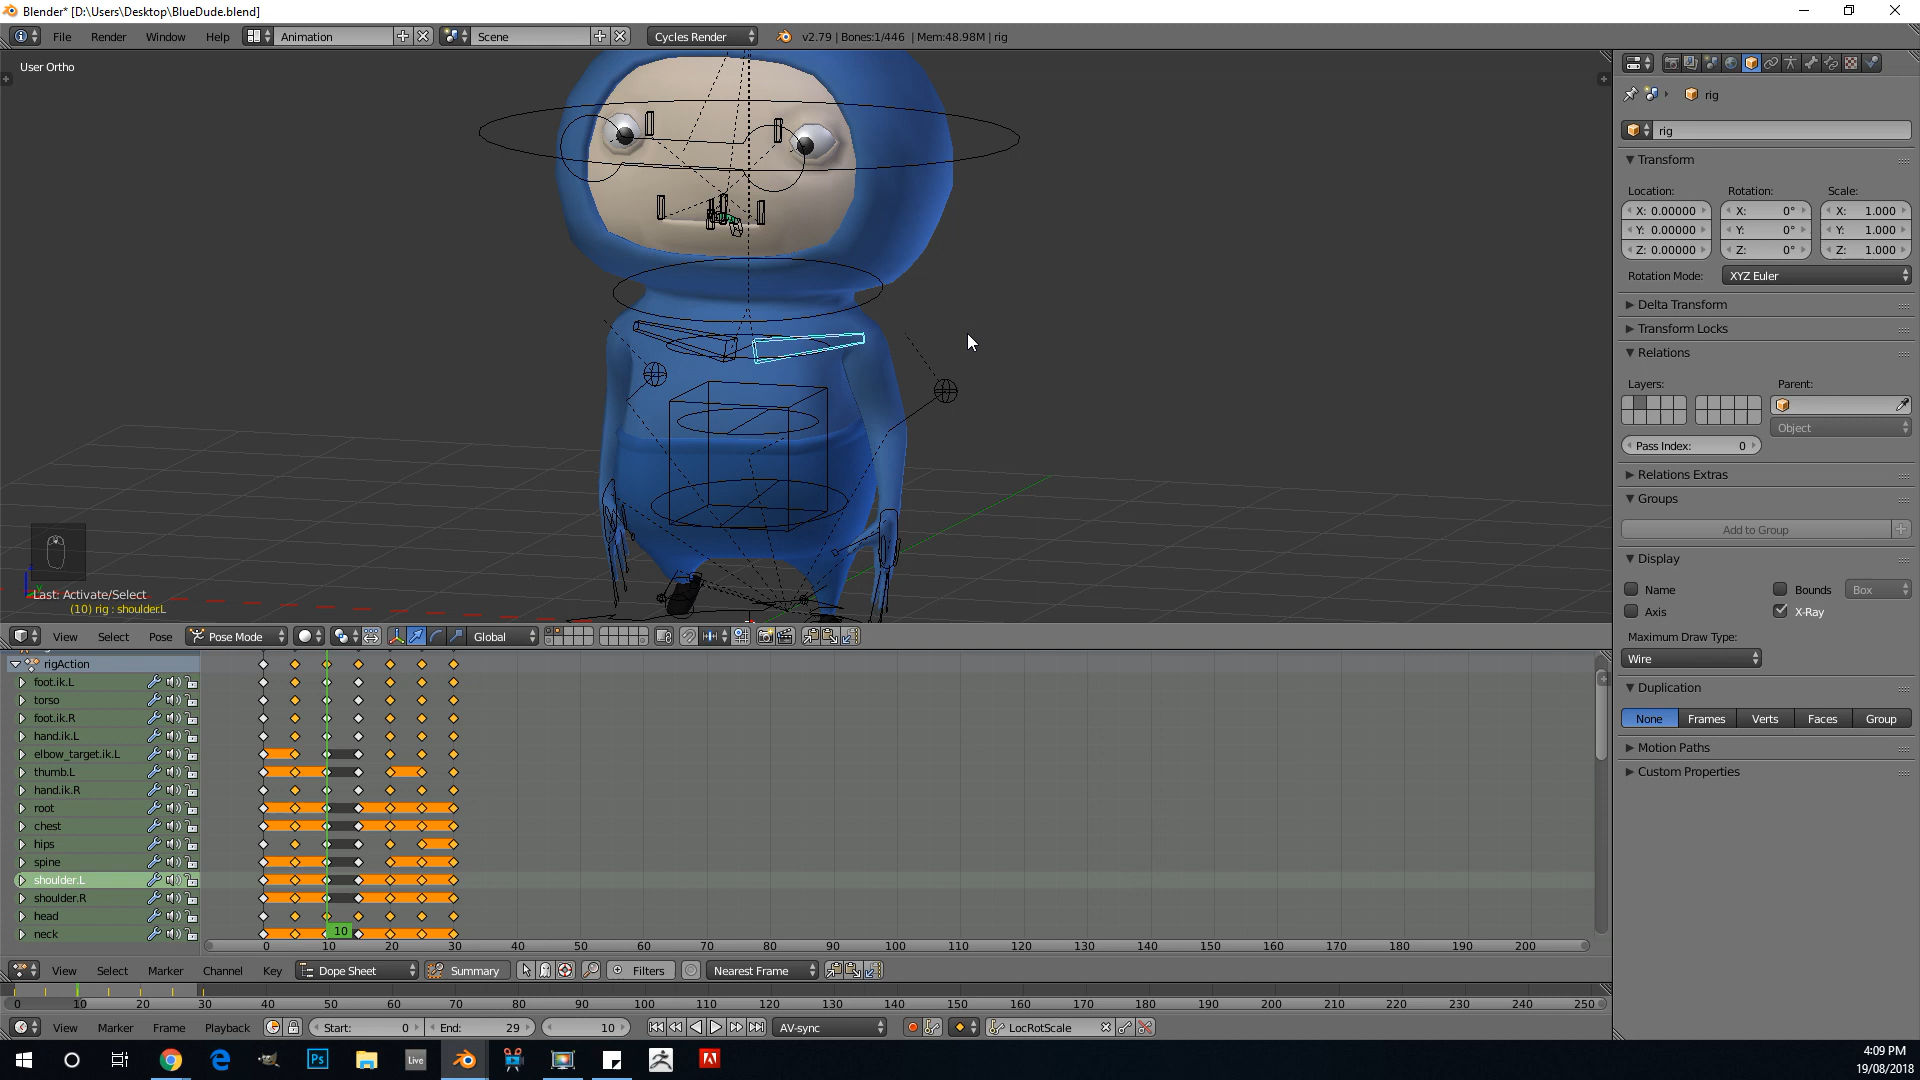 Blender* [D:\Users\Desktop\BlueDude.blend]
File Render Window Help Animation Scene Cycles Render v2.79 | Bones:1/446 | Mem:48.98M | rig
User Ortho
rig
rig
Transform
Location: Rotation: Scale:
X: 0.00000 X: 0° X: 1.000
Y: 0.00000 Y: 0° Y: 1.000
Z: 0.00000 Z: 0° Z: 1.000
Rotation Mode: XYZ Euler
Delta Transform
Transform Locks
Relations
Layers: Parent:
Object
Pass Index: 0
Relations Extras
Groups
Add to Group
Display
Name Bounds Box
Axis X-Ray
Maximum Draw Type:
Wire
Duplication
None Frames Verts Faces Group
Motion Paths
Custom Properties
Last: Activate/Select
(10) rig : shoulder.L
View Select Pose Pose Mode Global
rigAction
foot.ik.L
torso
foot.ik.R
hand.ik.L
elbow_target.ik.L
thumb.L
hand.ik.R
root
chest
hips
spine
shoulder.L
shoulder.R
head
neck
10
0 10 20 30 40 50 60 70 80 90 100 110 120 130 140 150 160 170 180 190 200
View Select Marker Channel Key Dope Sheet Summary Filters Nearest Frame
0 10 20 30 40 50 60 70 80 90 100 110 120 130 140 150 160 170 180 190 200 210 220 230 240 250
View Marker Frame Playback Start: 0 End: 29 10 AV-sync LocRotScale
Ps
Live
4:09 PM
19/08/2018